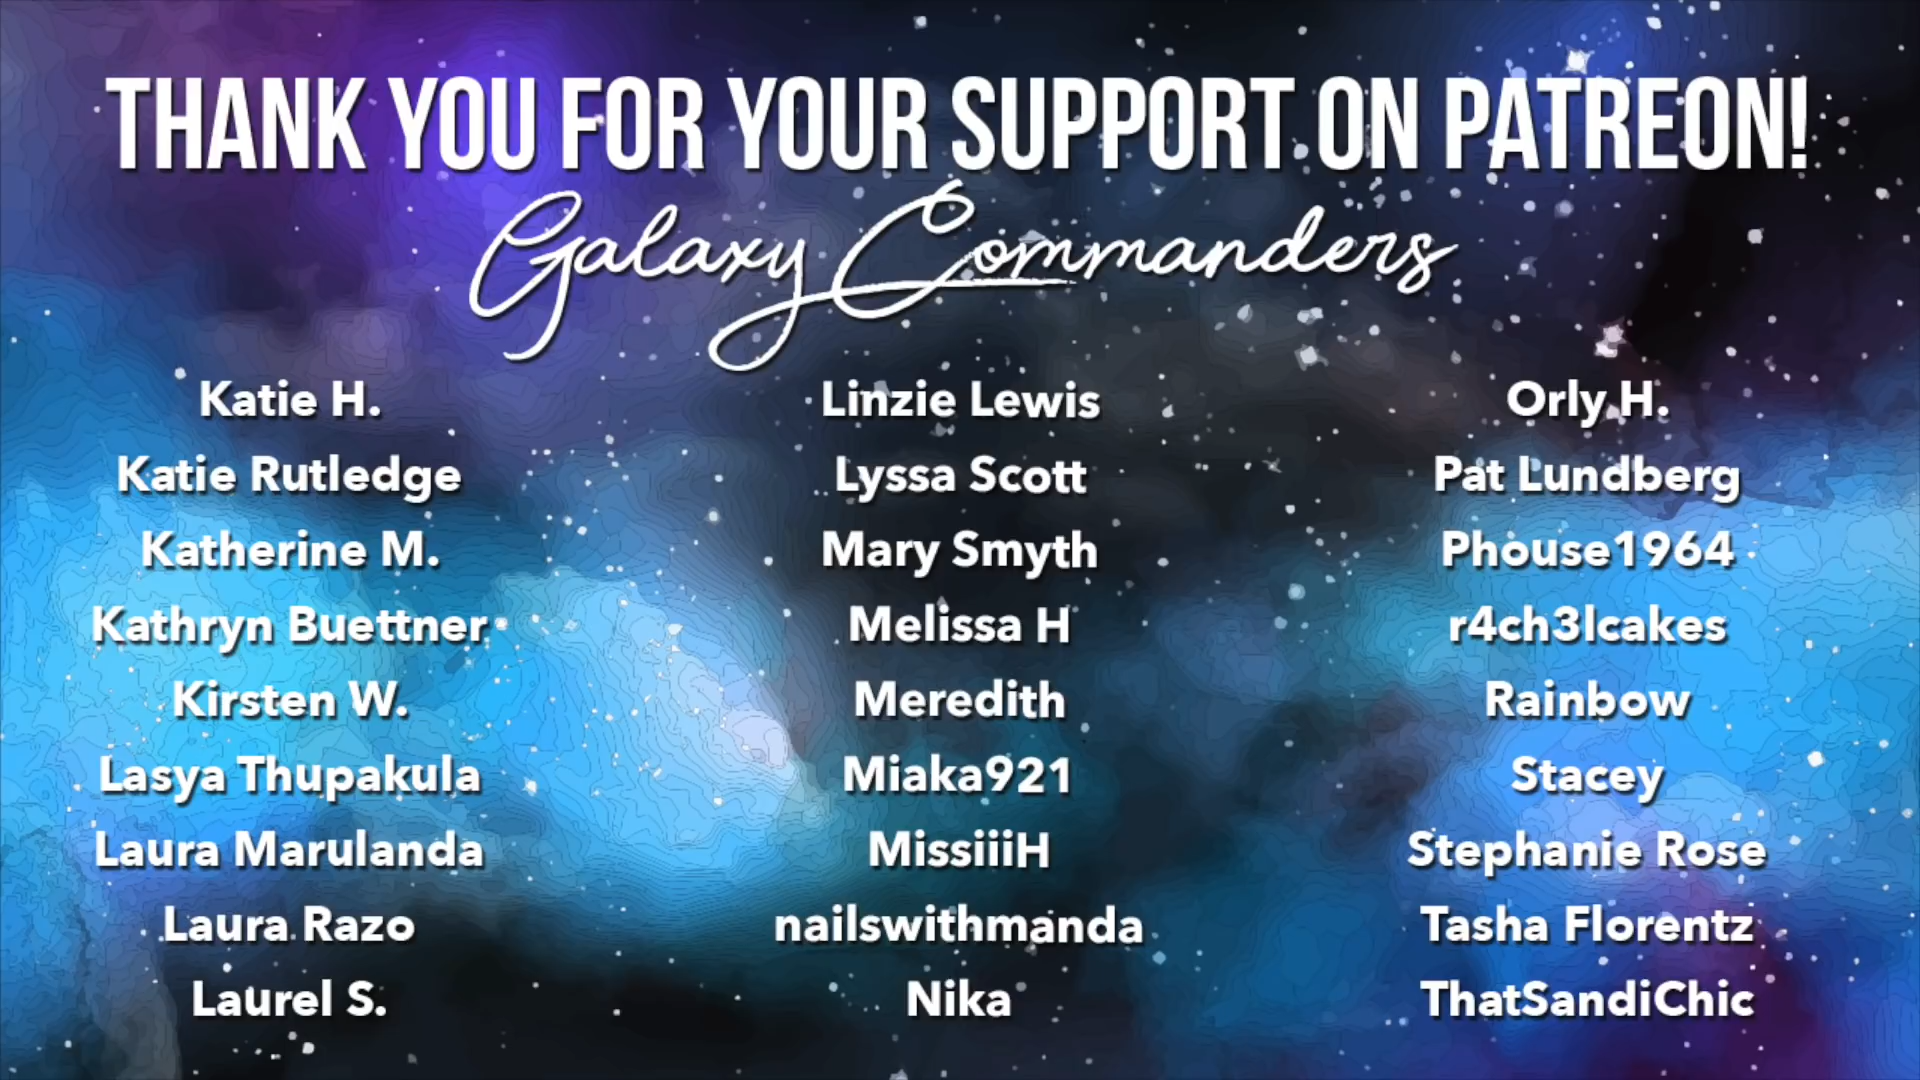 THANK YOU FOR YOUR SUPPORT ON PATREON!
Galaxy Commanders
Katie H.
Katie Rutledge
Katherine M.
Kathryn Buettner
Kirsten W.
Lasya Thupakula
Laura Marulanda
Laura Razo
Laurel S.
Linzie Lewis
Lyssa Scott
Mary Smyth
Melissa H
Meredith
Miaka921
MissiiiH
nailswithmanda
Nika
Orly H.
Pat Lundberg
Phouse1964
r4ch3lcakes
Rainbow
Stacey
Stephanie Rose
Tasha Florentz
ThatSandiChic